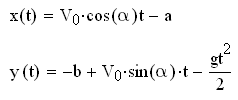 x(t) = V₀·cos(α)t − a
y(t) = −b + V₀·sin(α)·t − gt²/2